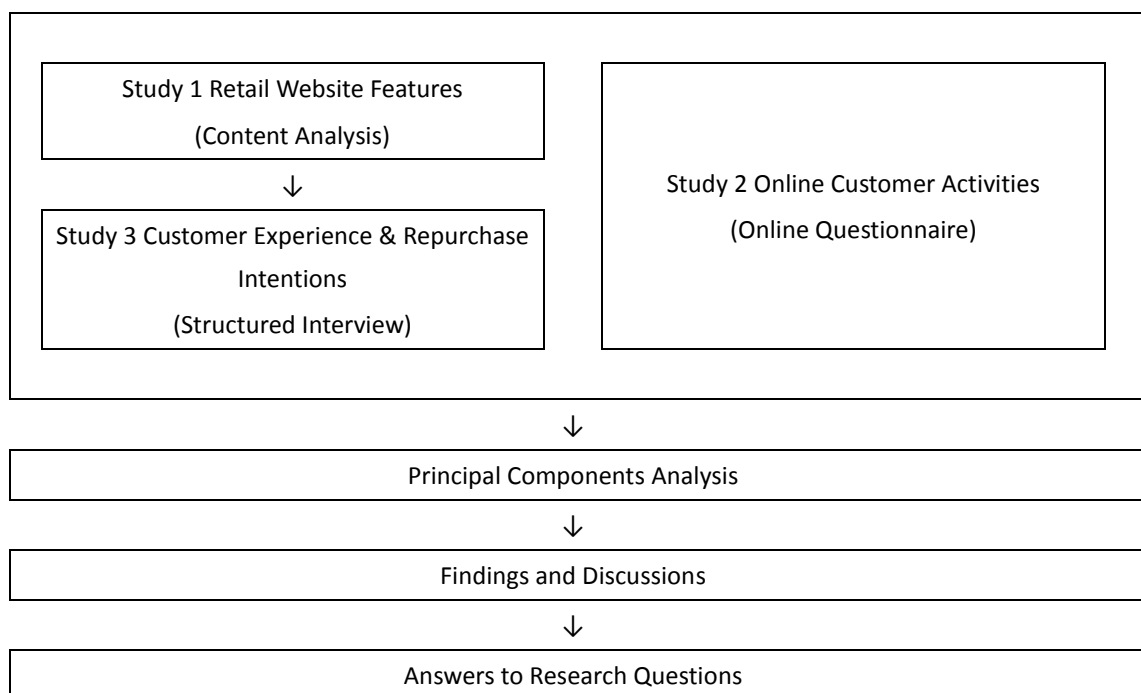 Study 1 Retail Website Features
(Content Analysis)
↓
Study 3 Customer Experience & Repurchase
Intentions
(Structured Interview)
Study 2 Online Customer Activities
(Online Questionnaire)
↓
Principal Components Analysis
↓
Findings and Discussions
↓
Answers to Research Questions